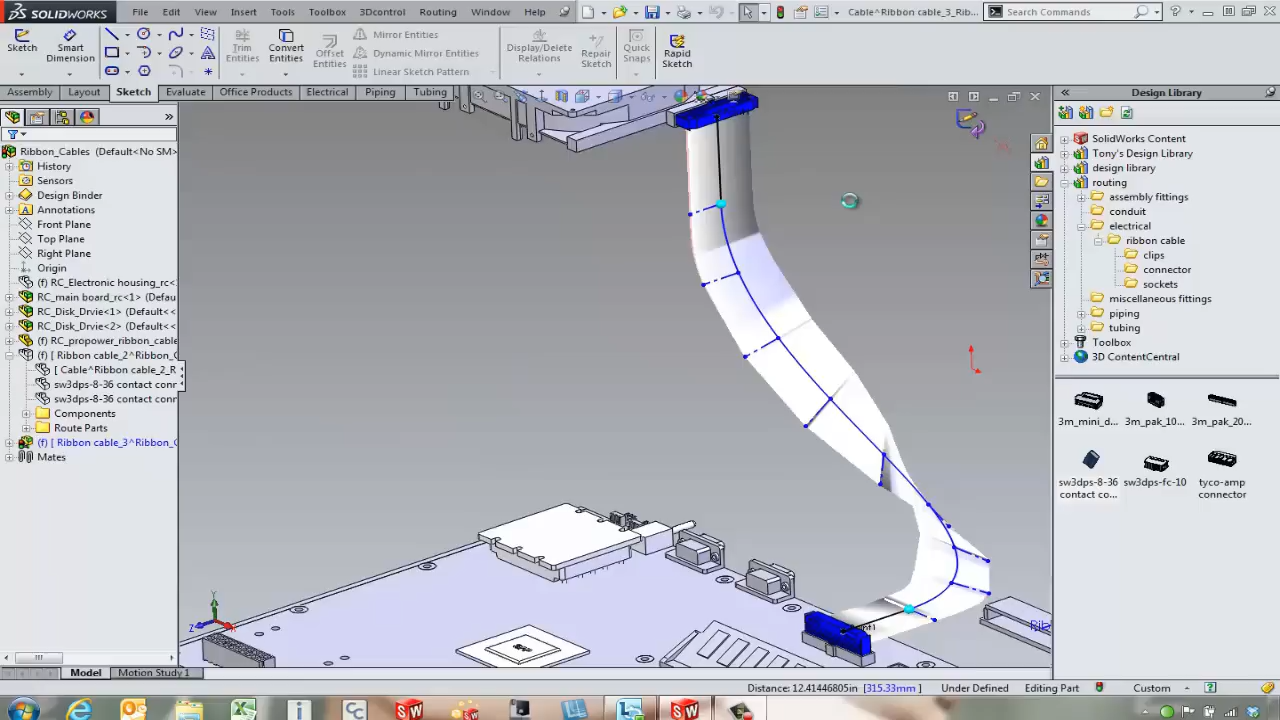 SOLIDWORKS File Edit View Insert Tools Toolbox PhotoView 360 Routing Window Help Cable^Ribbon cable_3_Rib... Search Commands
Sketch Smart Dimension Trim Entities Convert Entities Offset Entities Mirror Entities Display/Delete Relations Repair Sketch Quick Snaps Rapid Sketch
Dynamic Mirror Entities
Linear Sketch Pattern
Assembly Layout Sketch Evaluate Office Products Electrical Piping Tubing
Design Library
Ribbon_Cables (Default<No SM>
History
Sensors
Design Binder
Annotations
Front Plane
Top Plane
Right Plane
Origin
(f) RC_Electronic housing_rc<
RC_main board_rc<1> (Defau
RC_Disk_Drvie<1> (Default<<
RC_Disk_Drvie<2> (Default<<
(f) RC_propower_ribbon_cable
(f) [ Ribbon cable_2^Ribbon_C
[ Cable^Ribbon cable_2_R
sw3dps-8-36 contact conn
sw3dps-8-36 contact conn
Components
Route Parts
(f) [ Ribbon cable_3^Ribbon_C
Mates
SolidWorks Content
Tony's Design Library
design library
routing
assembly fittings
conduit
electrical
ribbon cable
clips
connector
sockets
miscellaneous fittings
piping
tubing
Toolbox
3D ContentCentral
3m_mini_d... 3m_pak_10... 3m_pak_20...
sw3dps-8-36 contact co... sw3dps-fc-10 tyco-amp connector
Y
Z
Model Motion Study 1
Distance: 12.41446805in [315.33mm] Under Defined Editing Part Custom